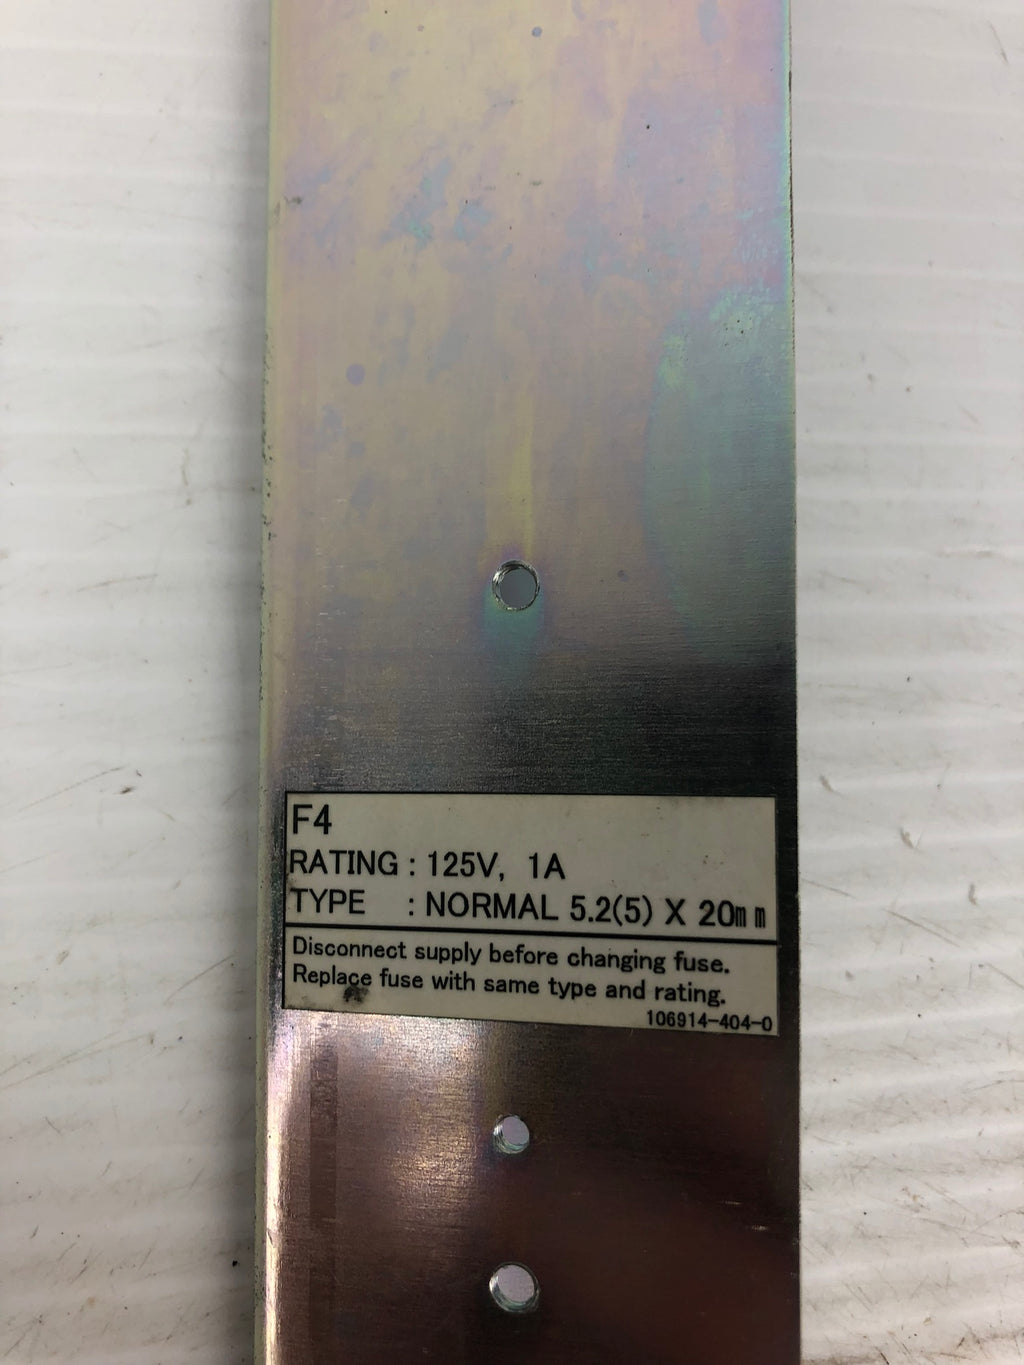 F4
RATING : 125V, 1A
TYPE : NORMAL 5.2(5) X 20mm
Disconnect supply before changing fuse.
Replace fuse with same type and rating.
106914-404-0